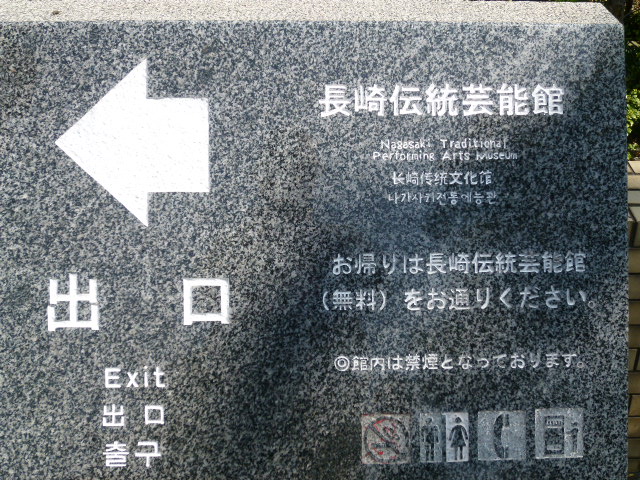 長崎伝統芸能館
Nagasaki Traditional
Performing Arts Museum
长崎传统文化馆
나가사키전통예능관
お帰りは長崎伝統芸能館
(無料)をお通りください。
◎館内は禁煙となっております。
出口
Exit
出口
출구